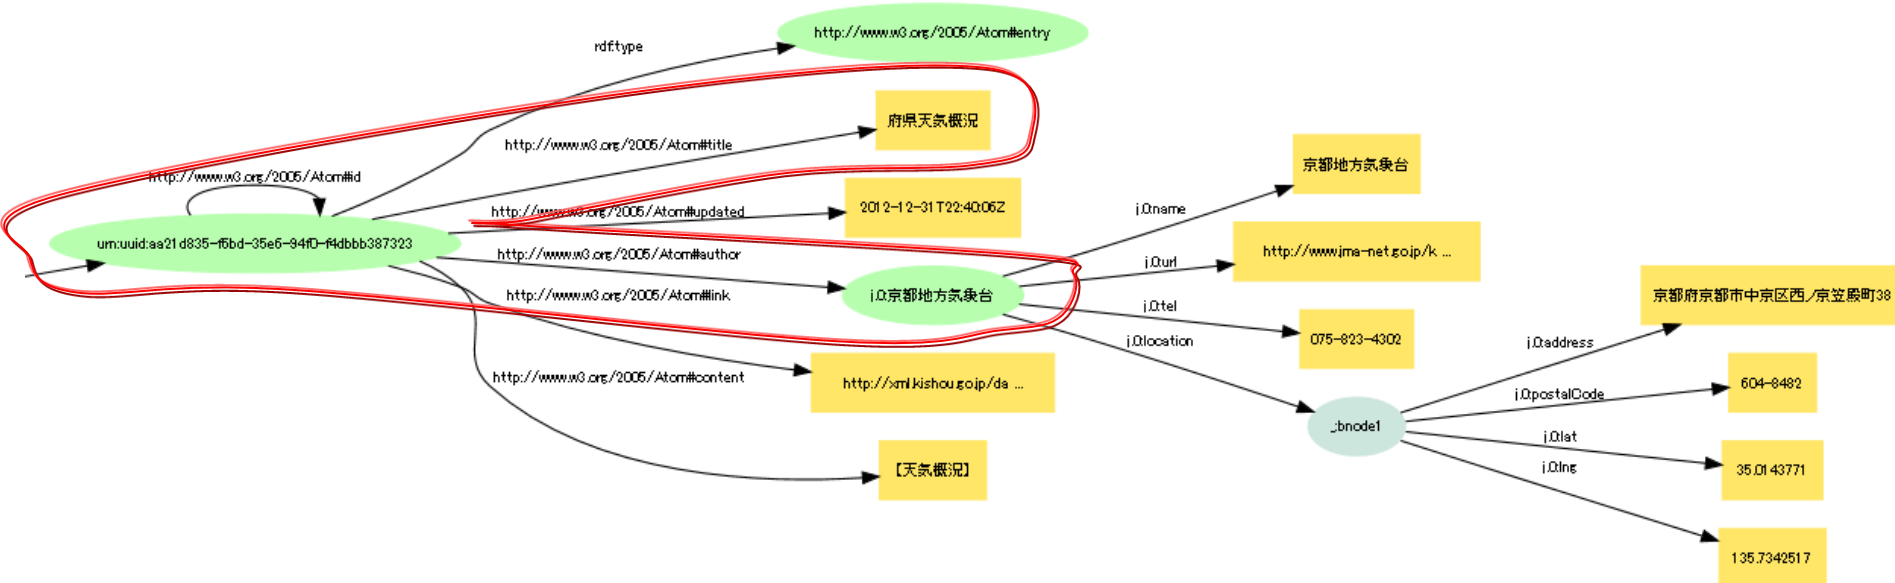 http://www.w3.org/2005/Atom#entry
rdf:type
府県天気概況
http://www.w3.org/2005/Atom#title
京都地方気象台
http://www.w3.org/2005/Atom#id
2012-12-31T22:40:06Z
http://www.w3.org/2005/Atom#updated
j.0:name
urn:uuid:aa21d835-f5bd-35e6-94f0-f4dbbb387323
http://www.jma-net.go.jp/k ...
http://www.w3.org/2005/Atom#author
j.0:url
j.0:京都地方気象台
http://www.w3.org/2005/Atom#link
京都府京都市中京区西ノ京笠殿町38
j.0:tel
075-823-4302
j.0:location
j.0:address
http://www.w3.org/2005/Atom#content
http://xml.kishou.go.jp/da ...
604-8482
j.0:postalCode
_:bnode1
j.0:lat
【天気概況】
35.0143771
j.0:lng
135.7342517